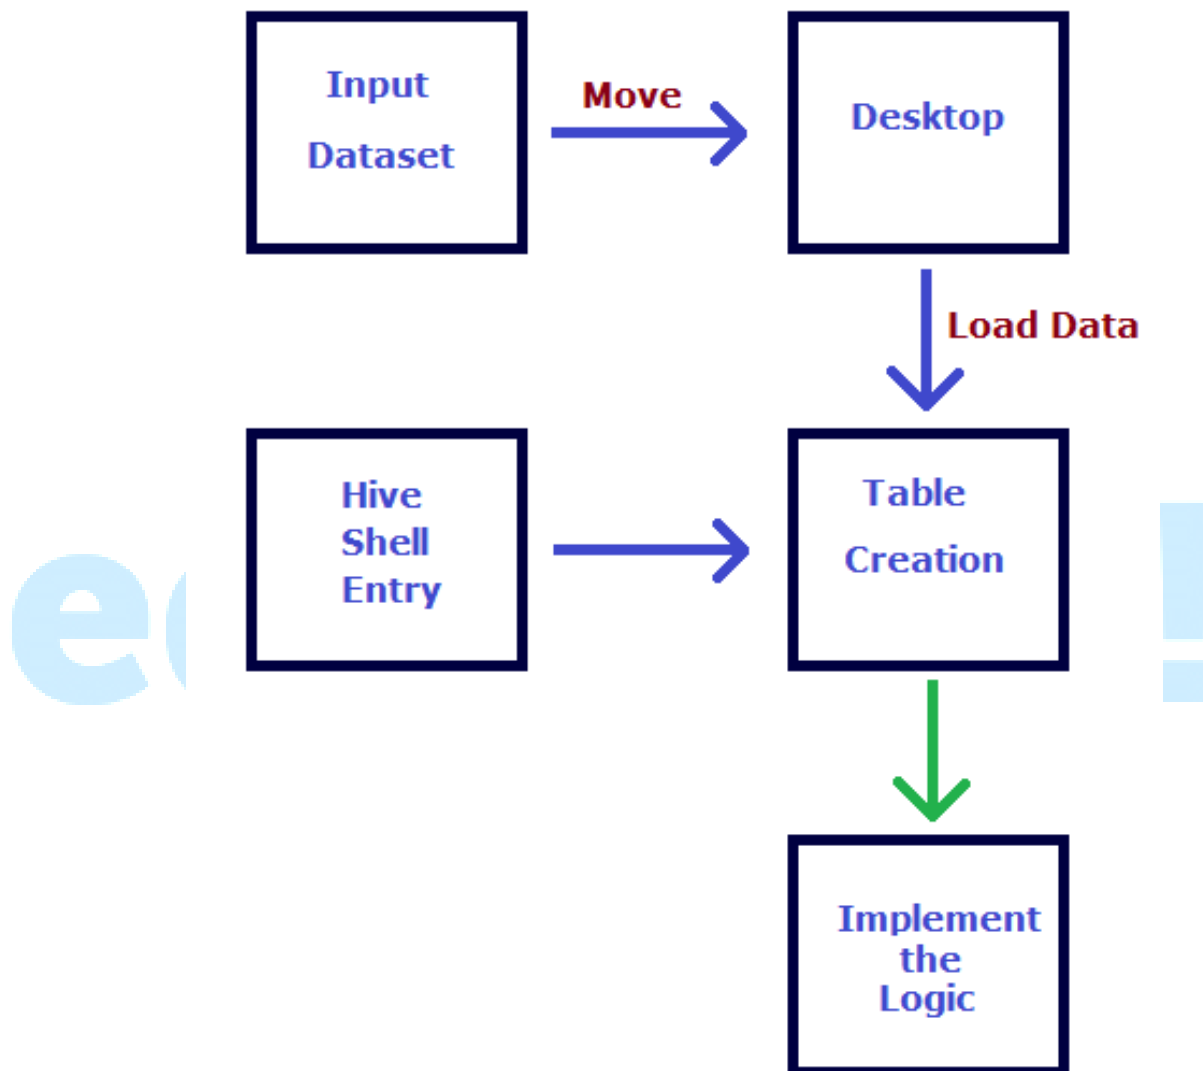 Input
Dataset
Move
Desktop
Load Data
Hive
Shell
Entry
Table
Creation
Implement
the
Logic